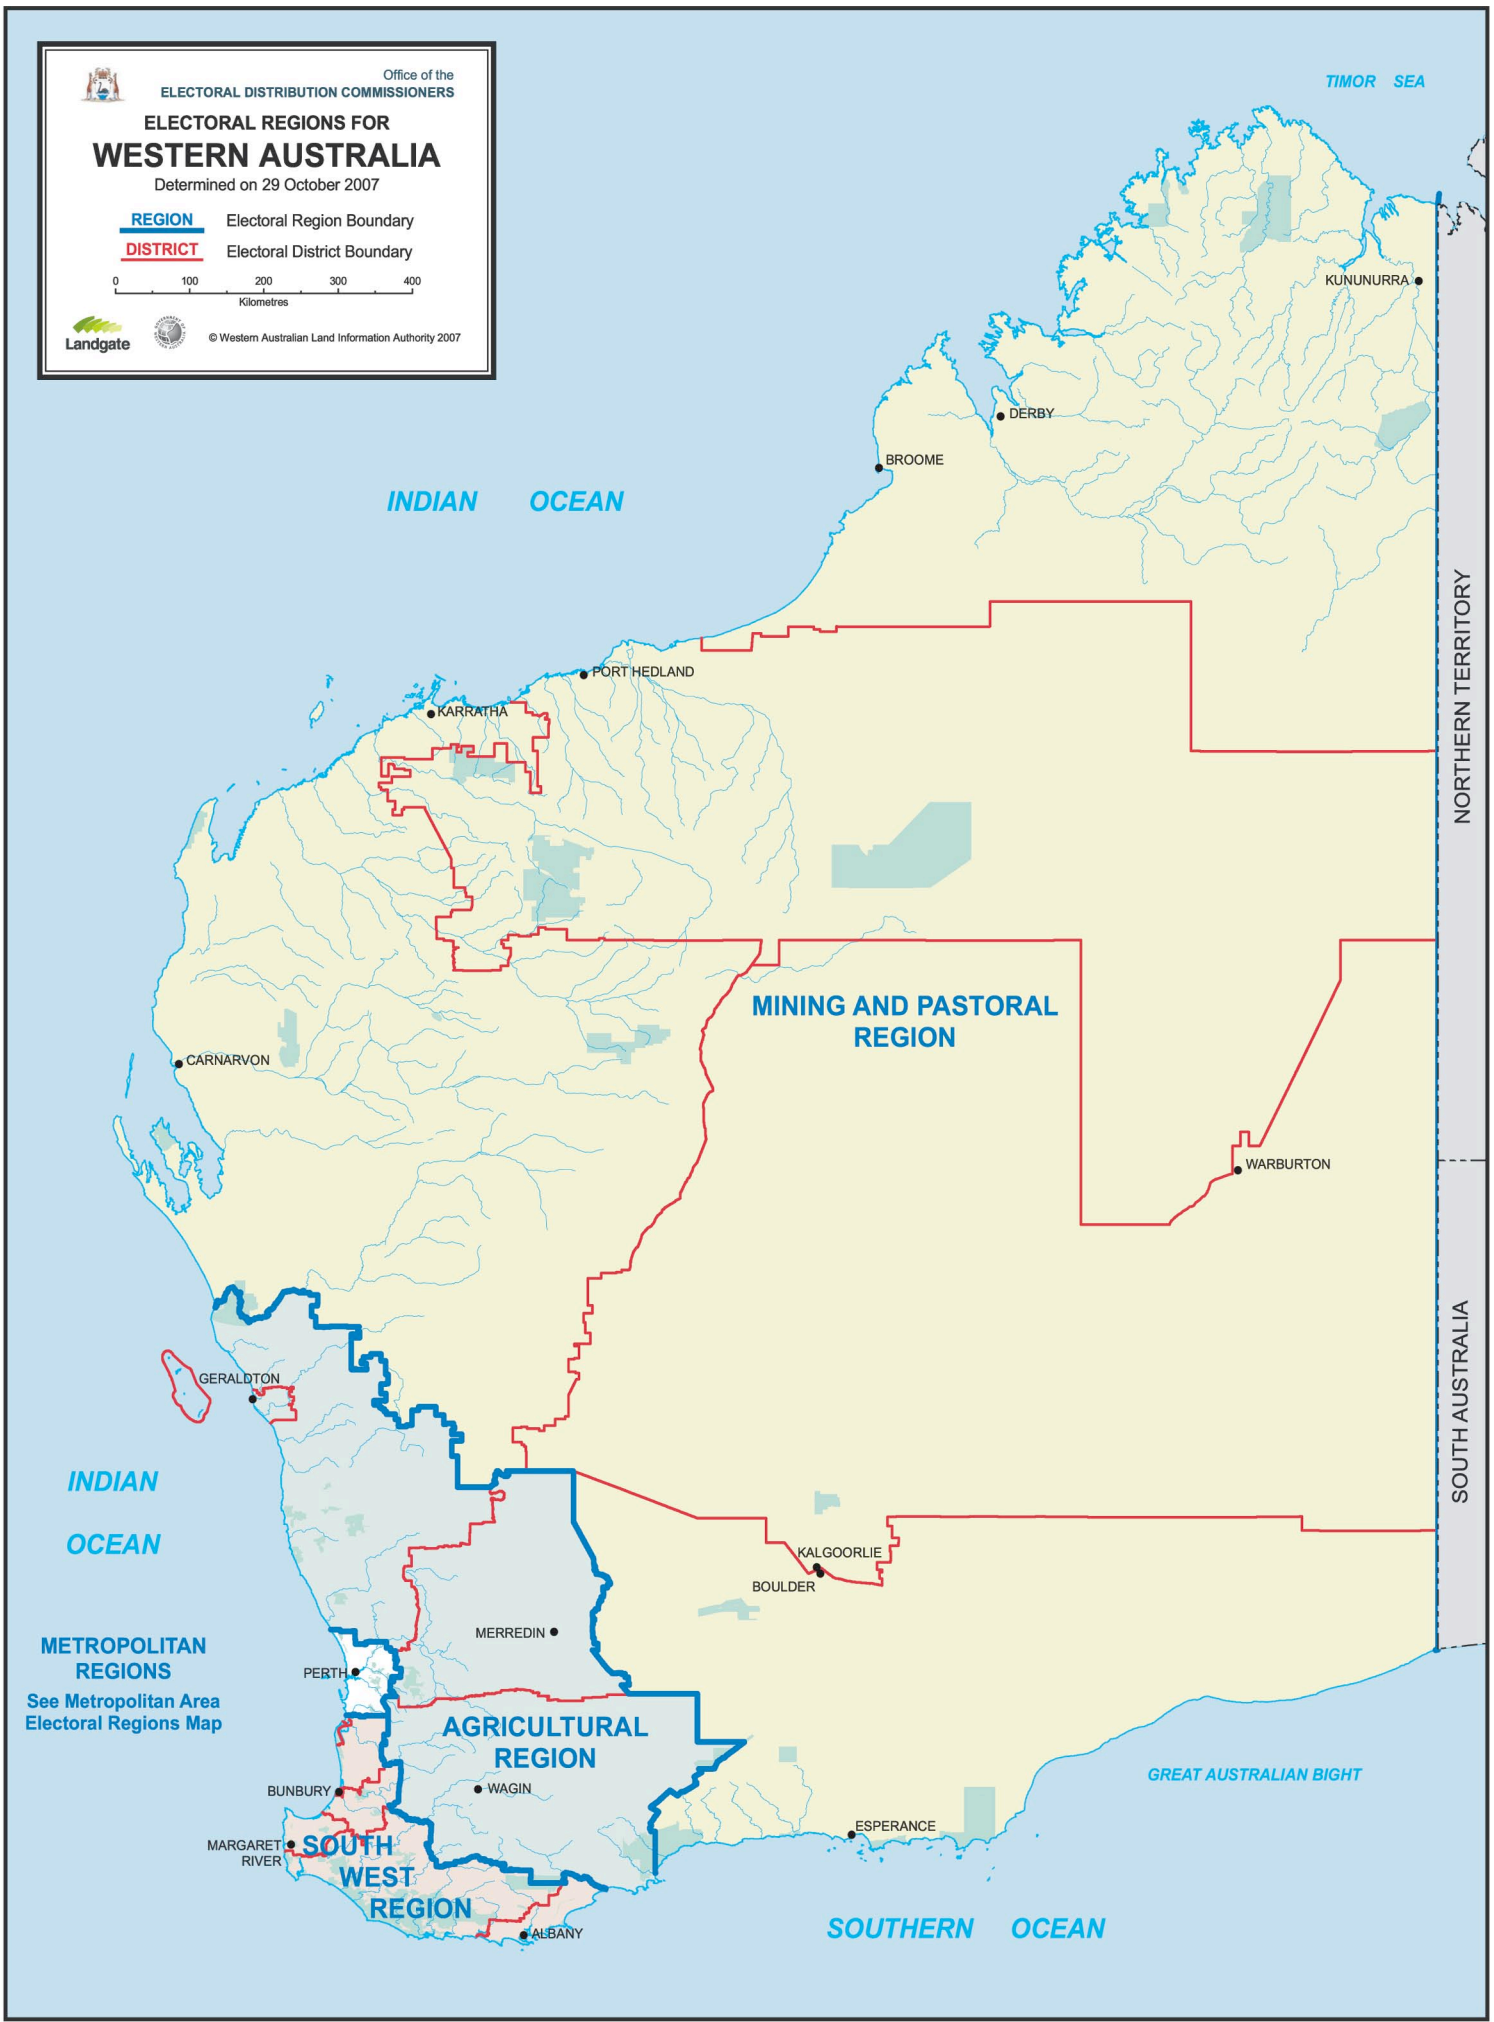 Office of the
ELECTORAL DISTRIBUTION COMMISSIONERS
ELECTORAL REGIONS FOR
WESTERN AUSTRALIA
Determined on 29 October 2007
REGION Electoral Region Boundary
DISTRICT Electoral District Boundary
0 100 200 300 400
Kilometres
Landgate
© Western Australian Land Information Authority 2007
TIMOR SEA
KUNUNURRA
DERBY
BROOME
INDIAN OCEAN
NORTHERN TERRITORY
PORT HEDLAND
KARRATHA
MINING AND PASTORAL
REGION
CARNARVON
WARBURTON
SOUTH AUSTRALIA
GERALDTON
INDIAN
OCEAN
KALGOORLIE
BOULDER
MERREDIN
METROPOLITAN
REGIONS
See Metropolitan Area
Electoral Regions Map
PERTH
AGRICULTURAL
REGION
WAGIN
BUNBURY
GREAT AUSTRALIAN BIGHT
ESPERANCE
MARGARET
RIVER
SOUTH
WEST
REGION
ALBANY
SOUTHERN OCEAN